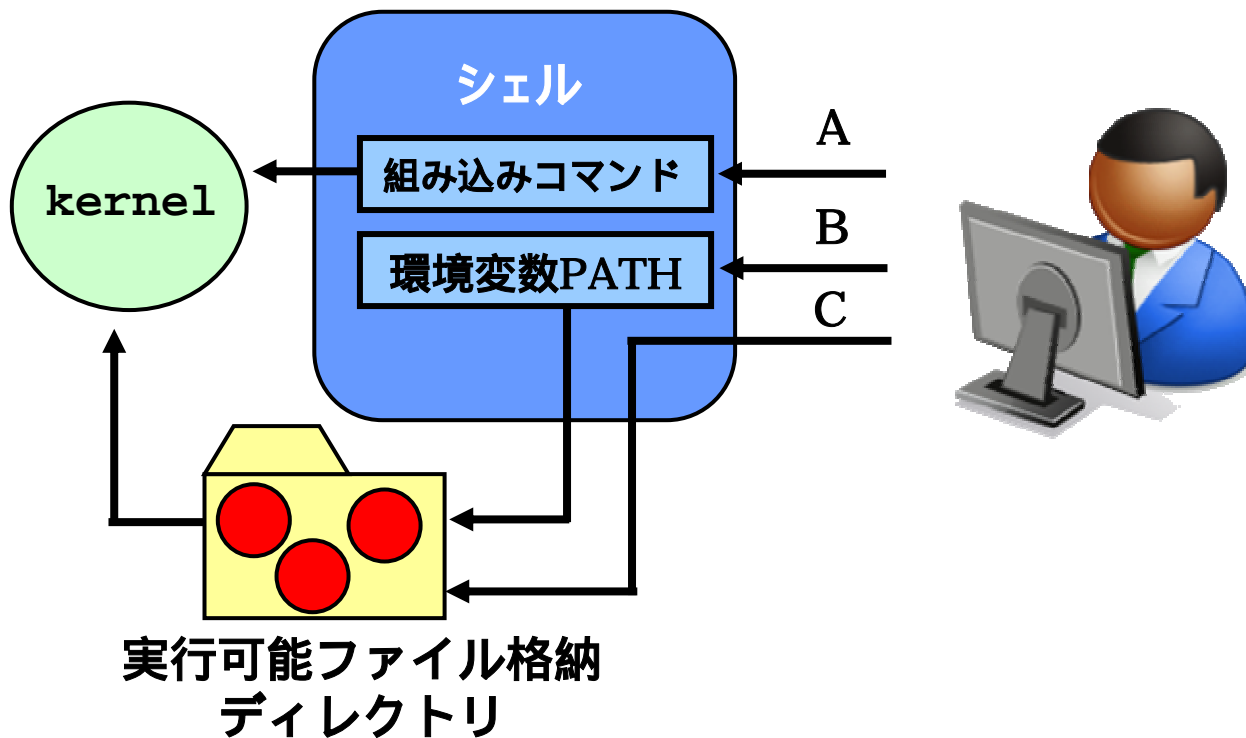 シェル
A
組み込みコマンド
kernel
B
環境変数PATH
C
実行可能ファイル格納
ディレクトリ